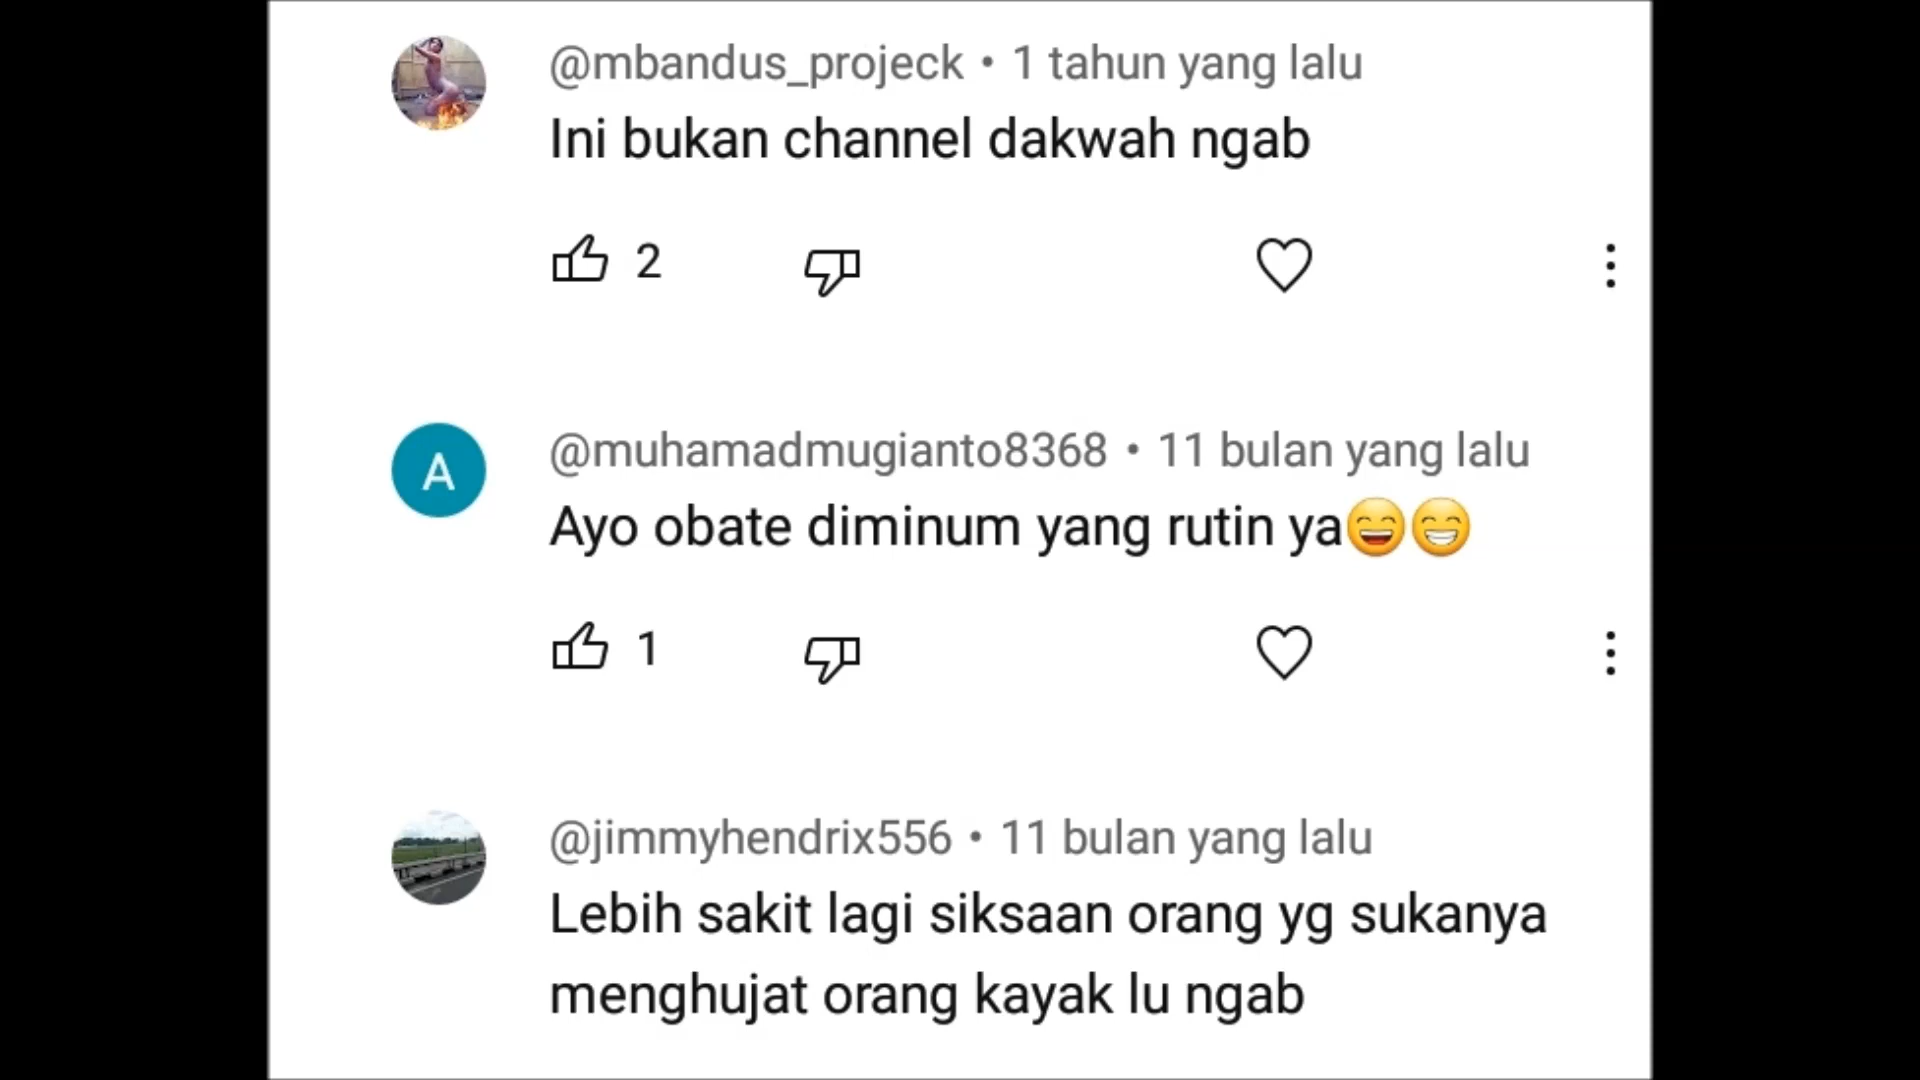 @mbandus_projeck • 1 tahun yang lalu
Ini bukan channel dakwah ngab
2
A
@muhamadmugianto8368 • 11 bulan yang lalu
Ayo obate diminum yang rutin ya😄😁
1
@jimmyhendrix556 • 11 bulan yang lalu
Lebih sakit lagi siksaan orang yg sukanya
menghujat orang kayak lu ngab